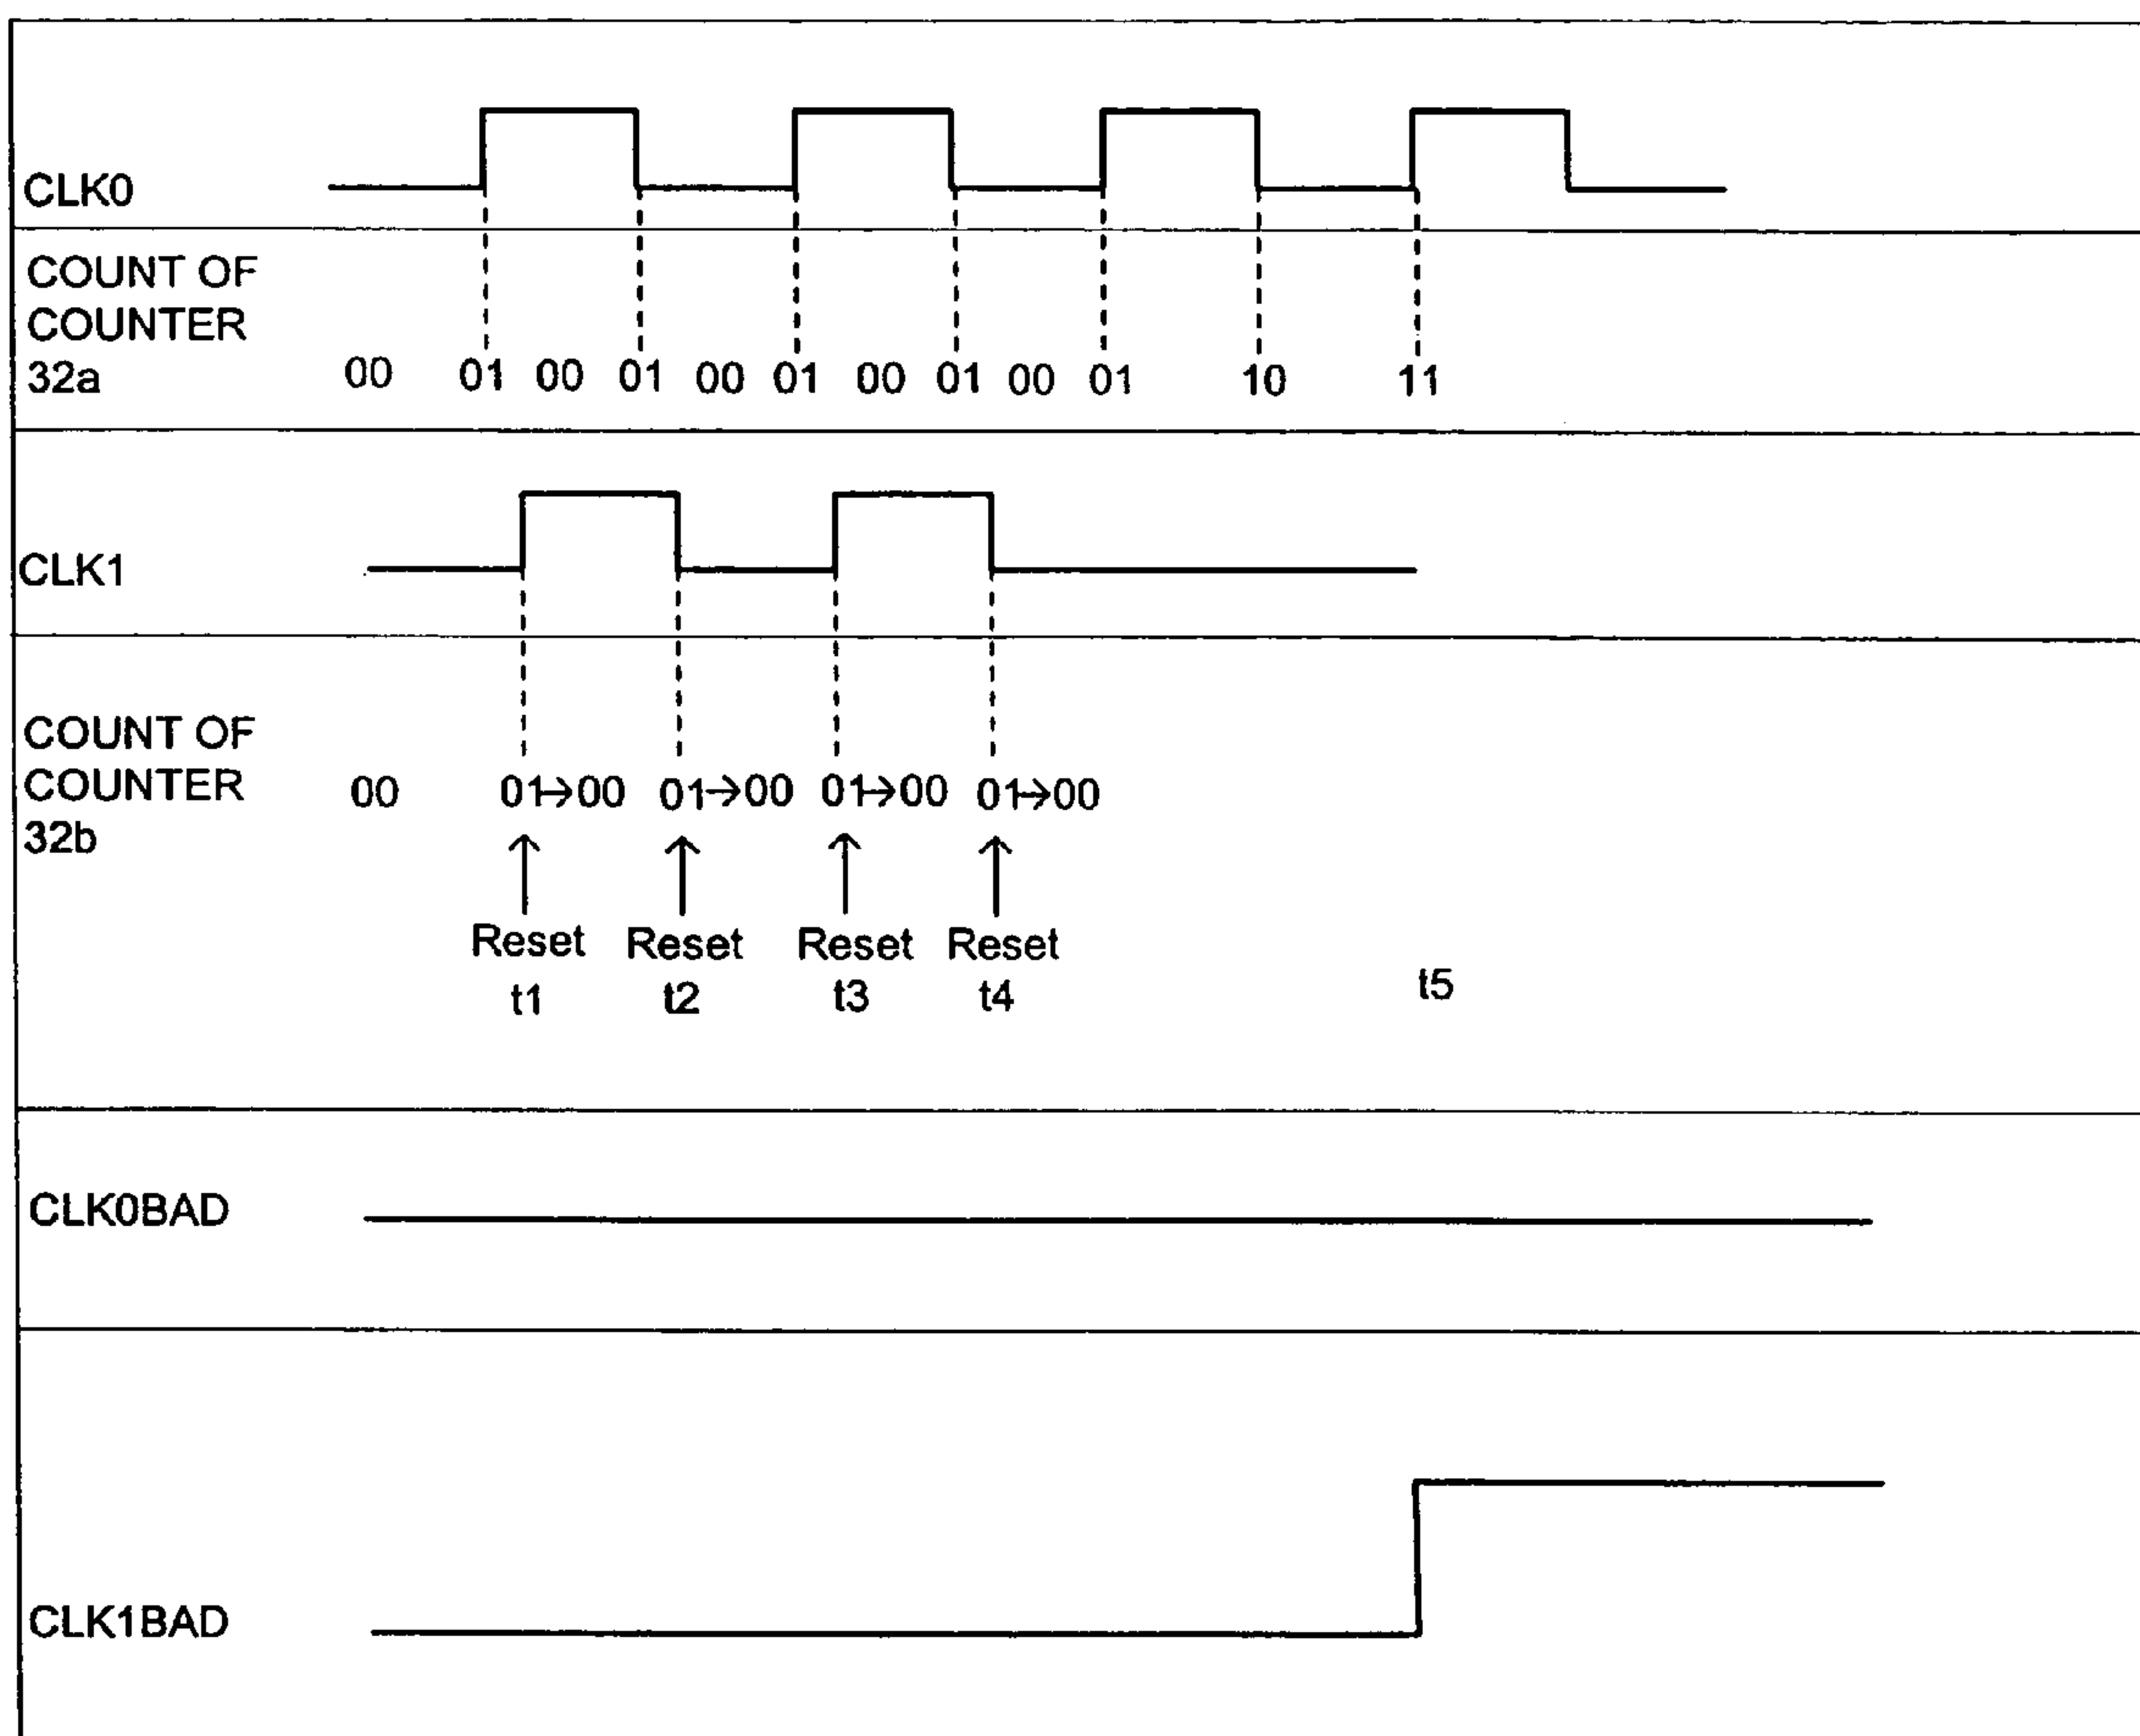 CLK0
COUNT OF
COUNTER
32a
00 01 00 01 00 01 00 01 00 01 10 11
CLK1
COUNT OF
COUNTER
32b
00 01→00 01→00 01→00 01→00
Reset Reset Reset Reset
t1 t2 t3 t4 t5
CLK0BAD
CLK1BAD